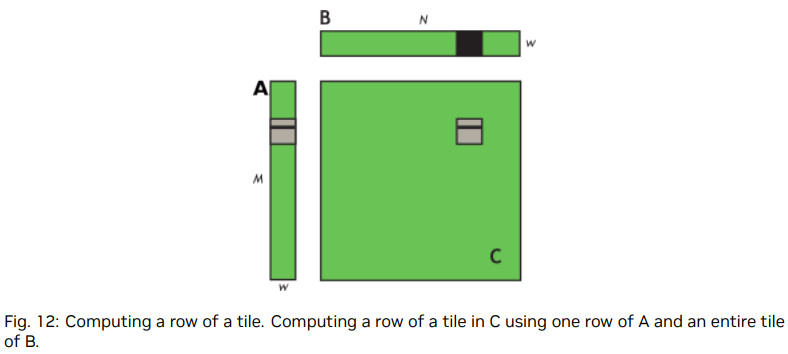 B N
W
A
M
C
W
Fig. 12: Computing a row of a tile. Computing a row of a tile in C using one row of A and an entire tile
of B.